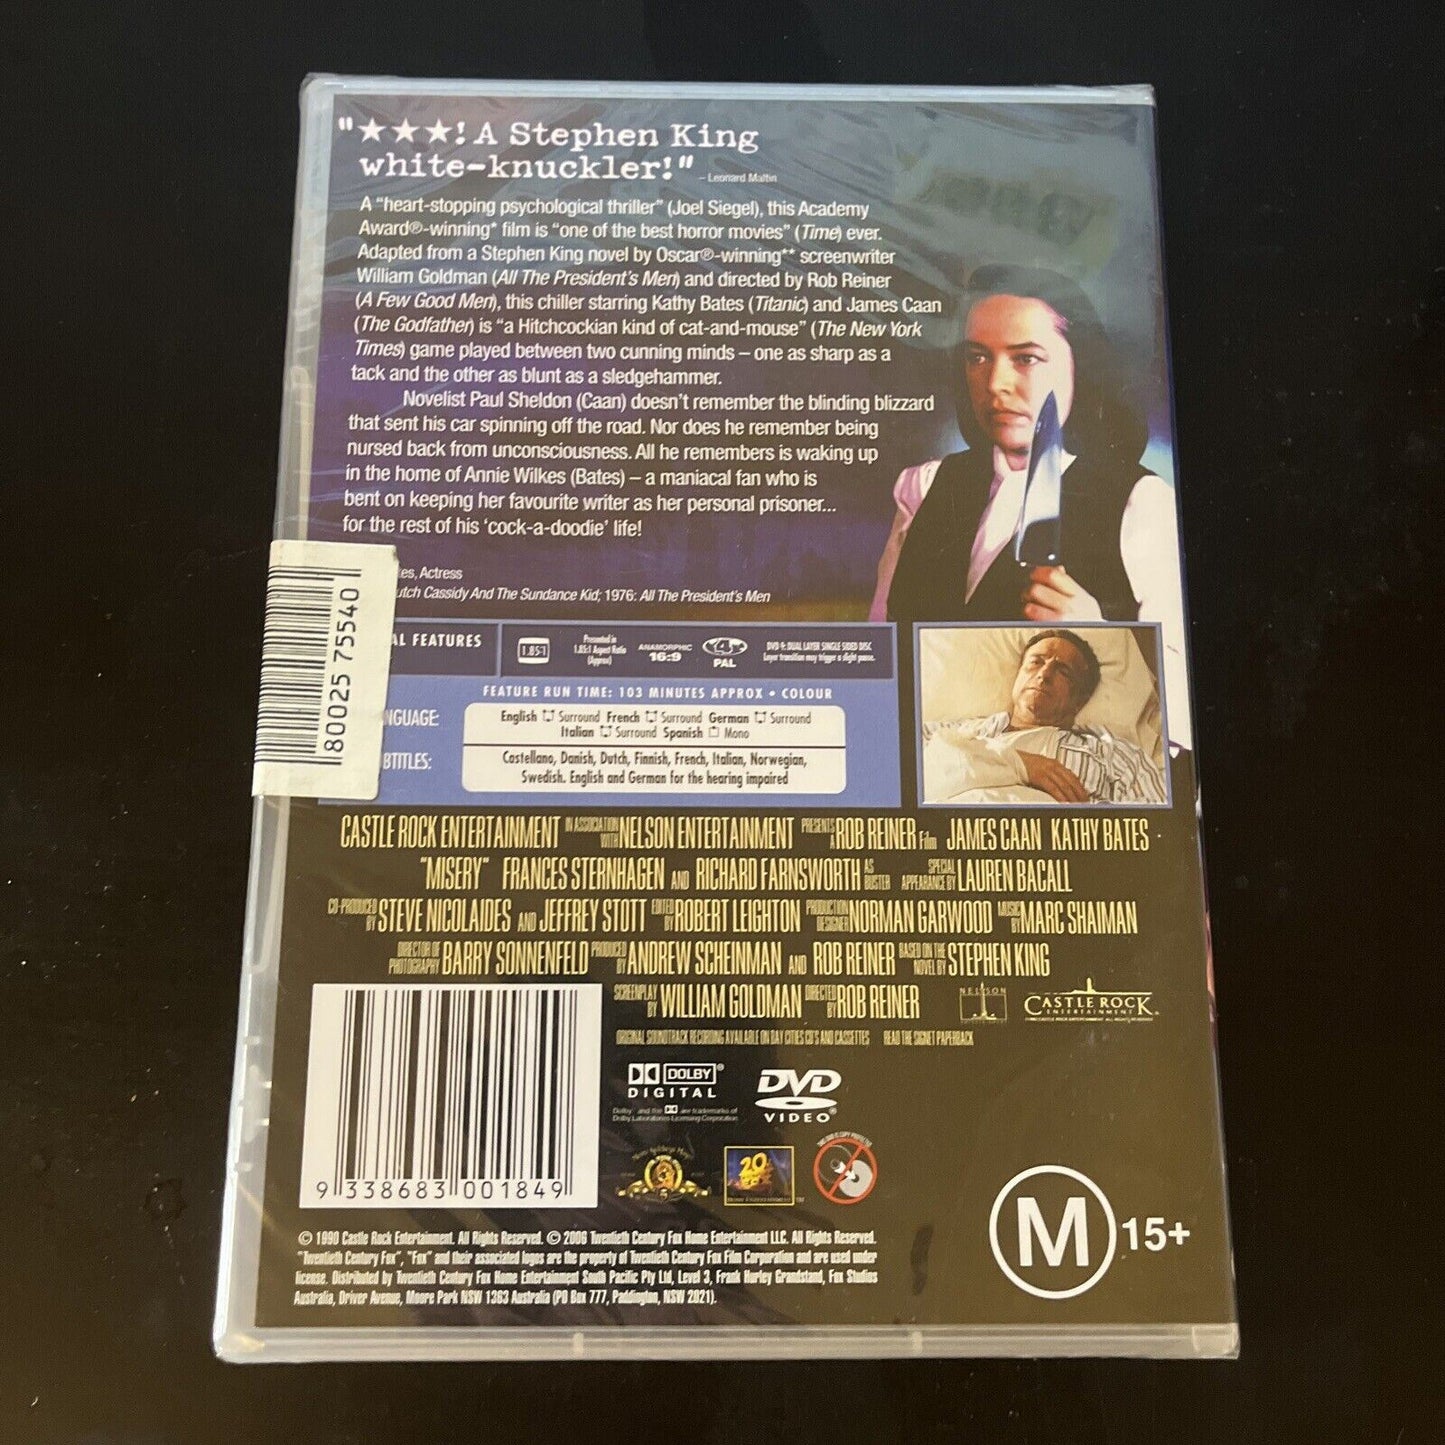 "★★★! A Stephen King
white-knuckler!" – Leonard Maltin
A "heart-stopping psychological thriller" (Joel Siegel), this Academy
Award®-winning* film is "one of the best horror movies" (Time) ever.
Adapted from a Stephen King novel by Oscar®-winning** screenwriter
William Goldman (All The President's Men) and directed by Rob Reiner
(A Few Good Men), this chiller starring Kathy Bates (Titanic) and James Caan
(The Godfather) is "a Hitchcockian kind of cat-and-mouse" (The New York
Times) game played between two cunning minds – one as sharp as a
tack and the other as blunt as a sledgehammer.
Novelist Paul Sheldon (Caan) doesn't remember the blinding blizzard
that sent his car spinning off the road. Nor does he remember being
nursed back from unconsciousness. All he remembers is waking up
in the home of Annie Wilkes (Bates) – a maniacal fan who is
bent on keeping her favourite writer as her personal prisoner...
for the rest of his 'cock-a-doodie' life!
es, Actress
utch Cassidy And The Sundance Kid; 1976: All The President's Men
80025 75540
AL FEATURES
1.85:1
Presented in
1.85:1 Aspect Ratio
(Approx)
ANAMORPHIC
16:9
4
PAL
DVD 9: DUAL LAYER SINGLE SIDED DISC
Layer transition may trigger a slight pause.
FEATURE RUN TIME: 103 MINUTES APPROX • COLOUR
NGUAGE:
English Surround French Surround German Surround
Italian Surround Spanish Mono
BTITLES:
Castellano, Danish, Dutch, Finnish, French, Italian, Norwegian,
Swedish. English and German for the hearing impaired
CASTLE ROCK ENTERTAINMENT IN ASSOCIATION WITH NELSON ENTERTAINMENT PRESENTS A ROB REINER Film JAMES CAAN KATHY BATES
"MISERY" FRANCES STERNHAGEN AND RICHARD FARNSWORTH AS BUSTER SPECIAL APPEARANCE BY LAUREN BACALL
CO-PRODUCED BY STEVE NICOLAIDES AND JEFFREY STOTT EDITED BY ROBERT LEIGHTON PRODUCTION DESIGNER NORMAN GARWOOD MUSIC BY MARC SHAIMAN
DIRECTOR OF PHOTOGRAPHY BARRY SONNENFELD PRODUCED BY ANDREW SCHEINMAN AND ROB REINER BASED ON THE NOVEL BY STEPHEN KING
SCREENPLAY BY WILLIAM GOLDMAN DIRECTED BY ROB REINER
NELSON
ENTERTAINMENT
CASTLE ROCK
ENTERTAINMENT
ORIGINAL SOUNDTRACK RECORDING AVAILABLE ON BAY CITIES CD'S AND CASSETTES READ THE SIGNET PAPERBACK
DOLBY
DIGITAL
Dolby and the are trademarks of
Dolby Laboratories Licensing Corporation
DVD
VIDEO
20
FOX
THIS DISC IS COPY PROTECTED
9 338683 001849
© 1990 Castle Rock Entertainment. All Rights Reserved. © 2006 Twentieth Century Fox Home Entertainment LLC. All Rights Reserved.
"Twentieth Century Fox", "Fox" and their associated logos are the property of Twentieth Century Fox Film Corporation and are used under
license. Distributed by Twentieth Century Fox Home Entertainment South Pacific Pty Ltd, Level 3, Frank Hurley Grandstand, Fox Studios
Australia, Driver Avenue, Moore Park NSW 1363 Australia (PO Box 777, Paddington, NSW 2021).
M 15+